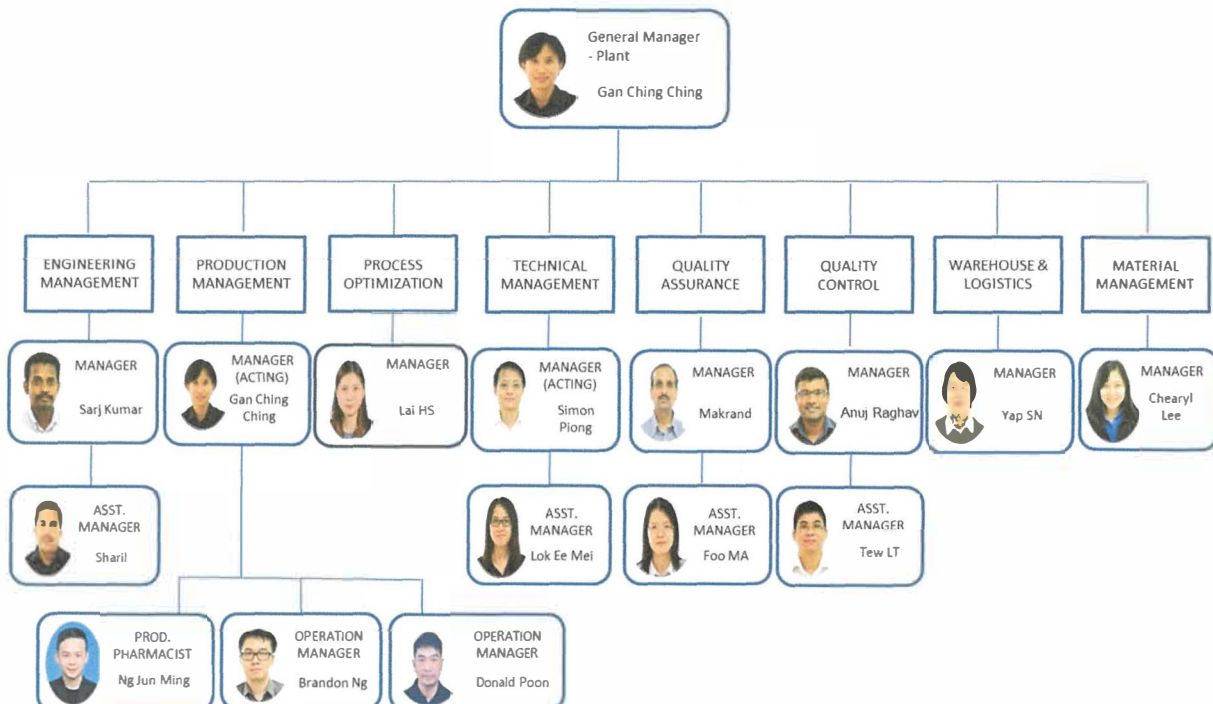 General Manager
- Plant
Gan Ching Ching
ENGINEERING
MANAGEMENT
PRODUCTION
MANAGEMENT
PROCESS
OPTIMIZATION
TECHNICAL
MANAGEMENT
QUALITY
ASSURANCE
QUALITY
CONTROL
WAREHOUSE &
LOGISTICS
MATERIAL
MANAGEMENT
MANAGER
Sarj Kumar
MANAGER
(ACTING)
Gan Ching
Ching
MANAGER
Lai HS
MANAGER
(ACTING)
Simon
Piong
MANAGER
Makrand
MANAGER
Anuj Raghav
MANAGER
Yap SN
MANAGER
Chearyl
Lee
ASST.
MANAGER
Sharil
ASST.
MANAGER
Lok Ee Mei
ASST.
MANAGER
Foo MA
ASST.
MANAGER
Tew LT
PROD.
PHARMACIST
Ng Jun Ming
OPERATION
MANAGER
Brandon Ng
OPERATION
MANAGER
Donald Poon